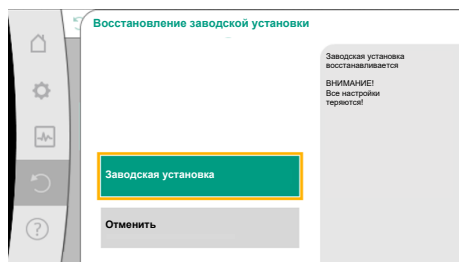 Восстановление заводской установки
Заводская установка
восстанавливается
ВНИМАНИЕ!
Все настройки
теряются!
Заводская установка
Отменить